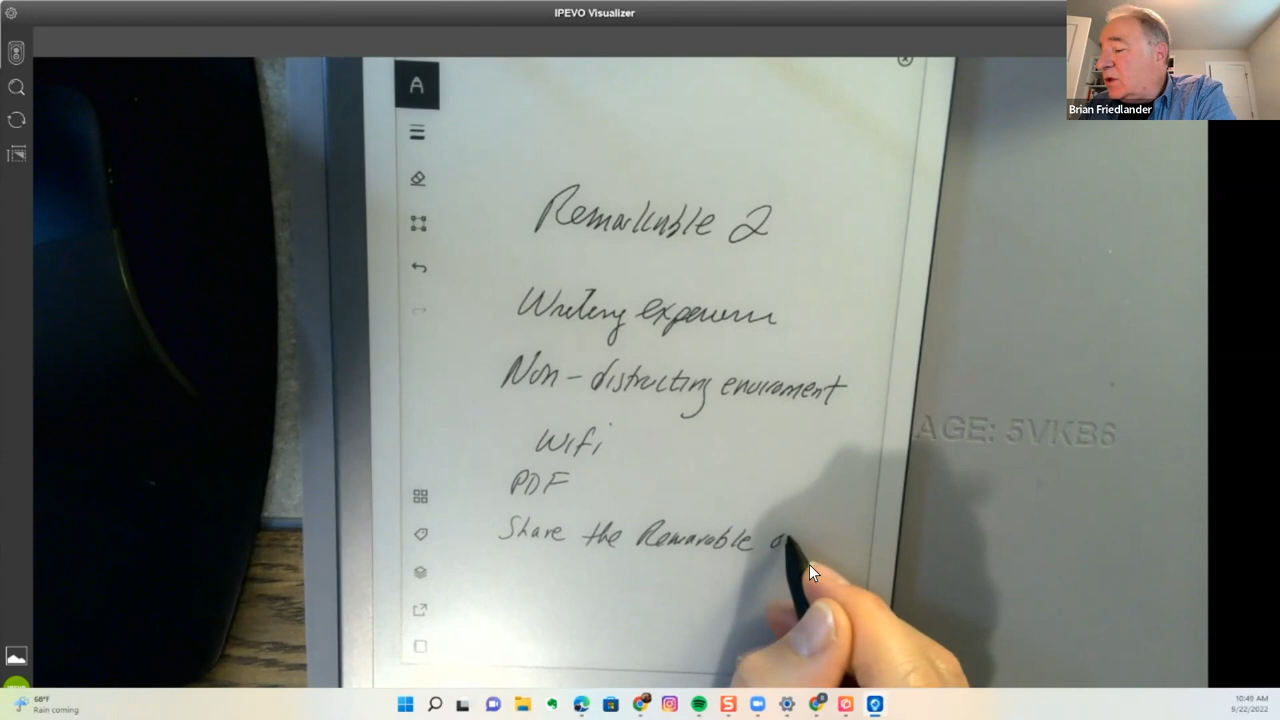 IPEVO Visualizer
Brian Friedlander
Remarkable 2
Writing experience
Non-distracting enviroment
Wifi
PDF
Share the Remarable
AGE: 5VKB6
68°F
Rain coming
10:49 AM
9/22/2022